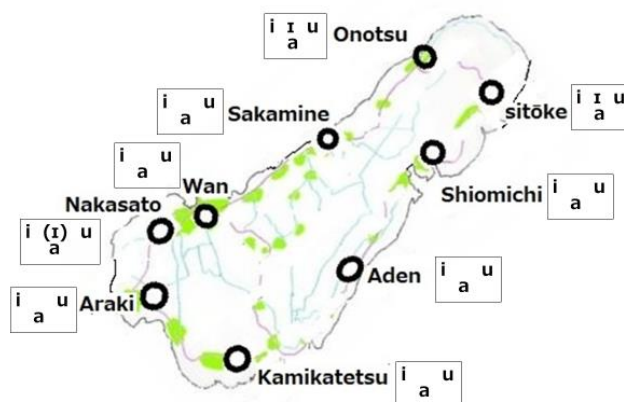 i ɪ u
a
Onotsu
sitōke
i ɪ u
a
i u
a
Sakamine
i u
a
Wan
Shiomichi
i u
a
Nakasato
i (ɪ) u
a
Aden
i u
a
Araki
i u
a
Kamikatetsu
i u
a